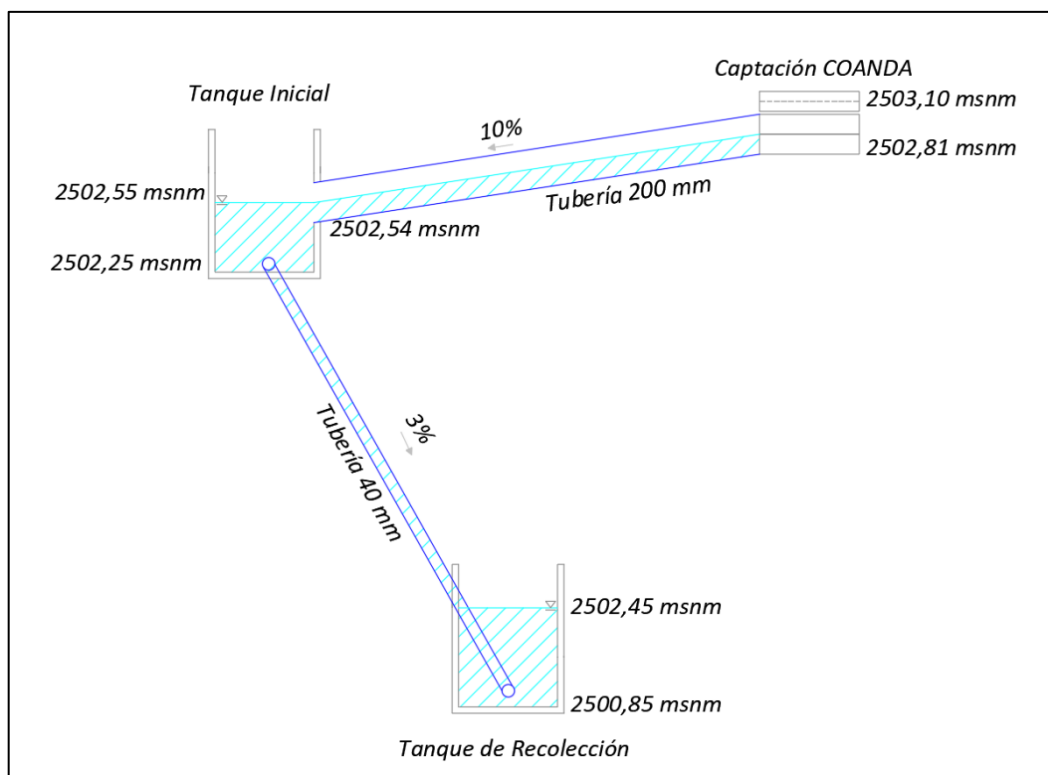 Captación COANDA
Tanque Inicial
2503,10 msnm
10%
2502,81 msnm
2502,55 msnm
Tubería 200 mm
2502,54 msnm
2502,25 msnm
3%
Tubería 40 mm
2502,45 msnm
2500,85 msnm
Tanque de Recolección